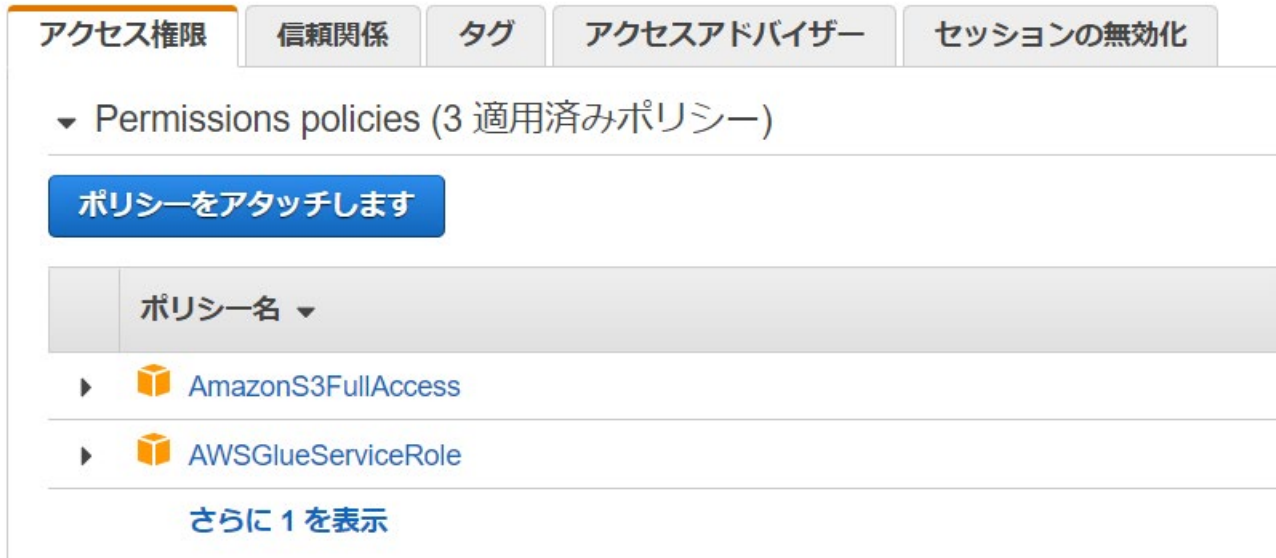 アクセス権限 信頼関係 タグ アクセスアドバイザー セッションの無効化
Permissions policies (3 適用済みポリシー)
ポリシーをアタッチします
ポリシー名
AmazonS3FullAccess
AWSGlueServiceRole
さらに 1 を表示